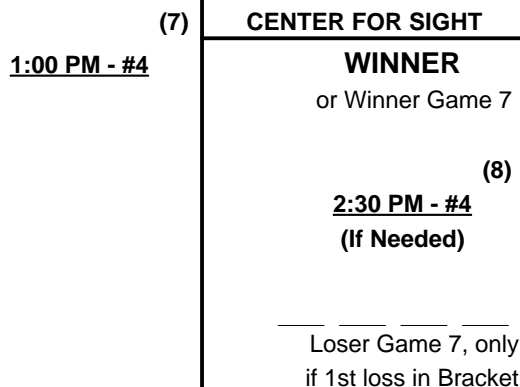 (7)
CENTER FOR SIGHT
1:00 PM - #4
WINNER
or Winner Game 7
(8)
2:30 PM - #4
(If Needed)
Loser Game 7, only
if 1st loss in Bracket